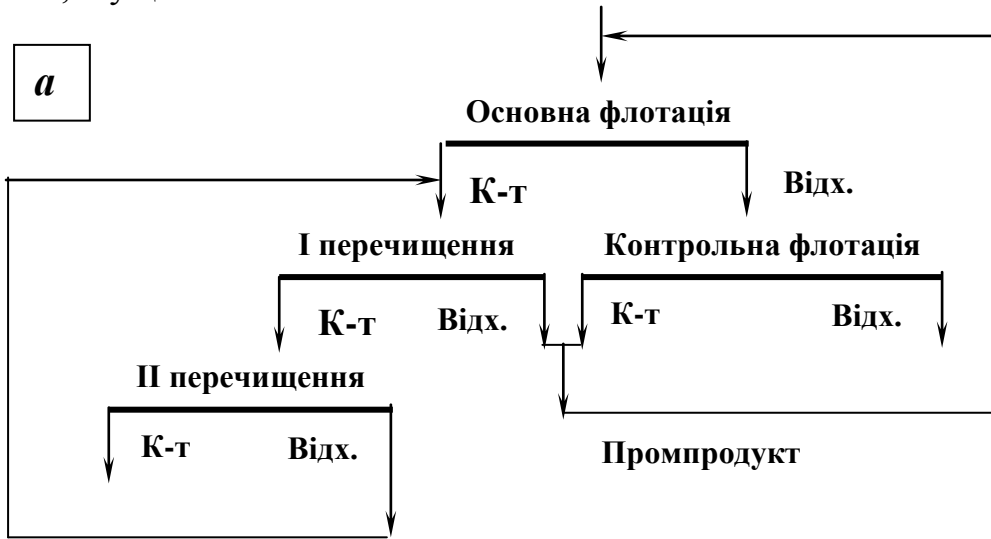 а
Основна флотація
К-т
Відх.
І перечищення
Контрольна флотація
К-т
Відх.
К-т
Відх.
ІІ перечищення
К-т
Відх.
Промпродукт